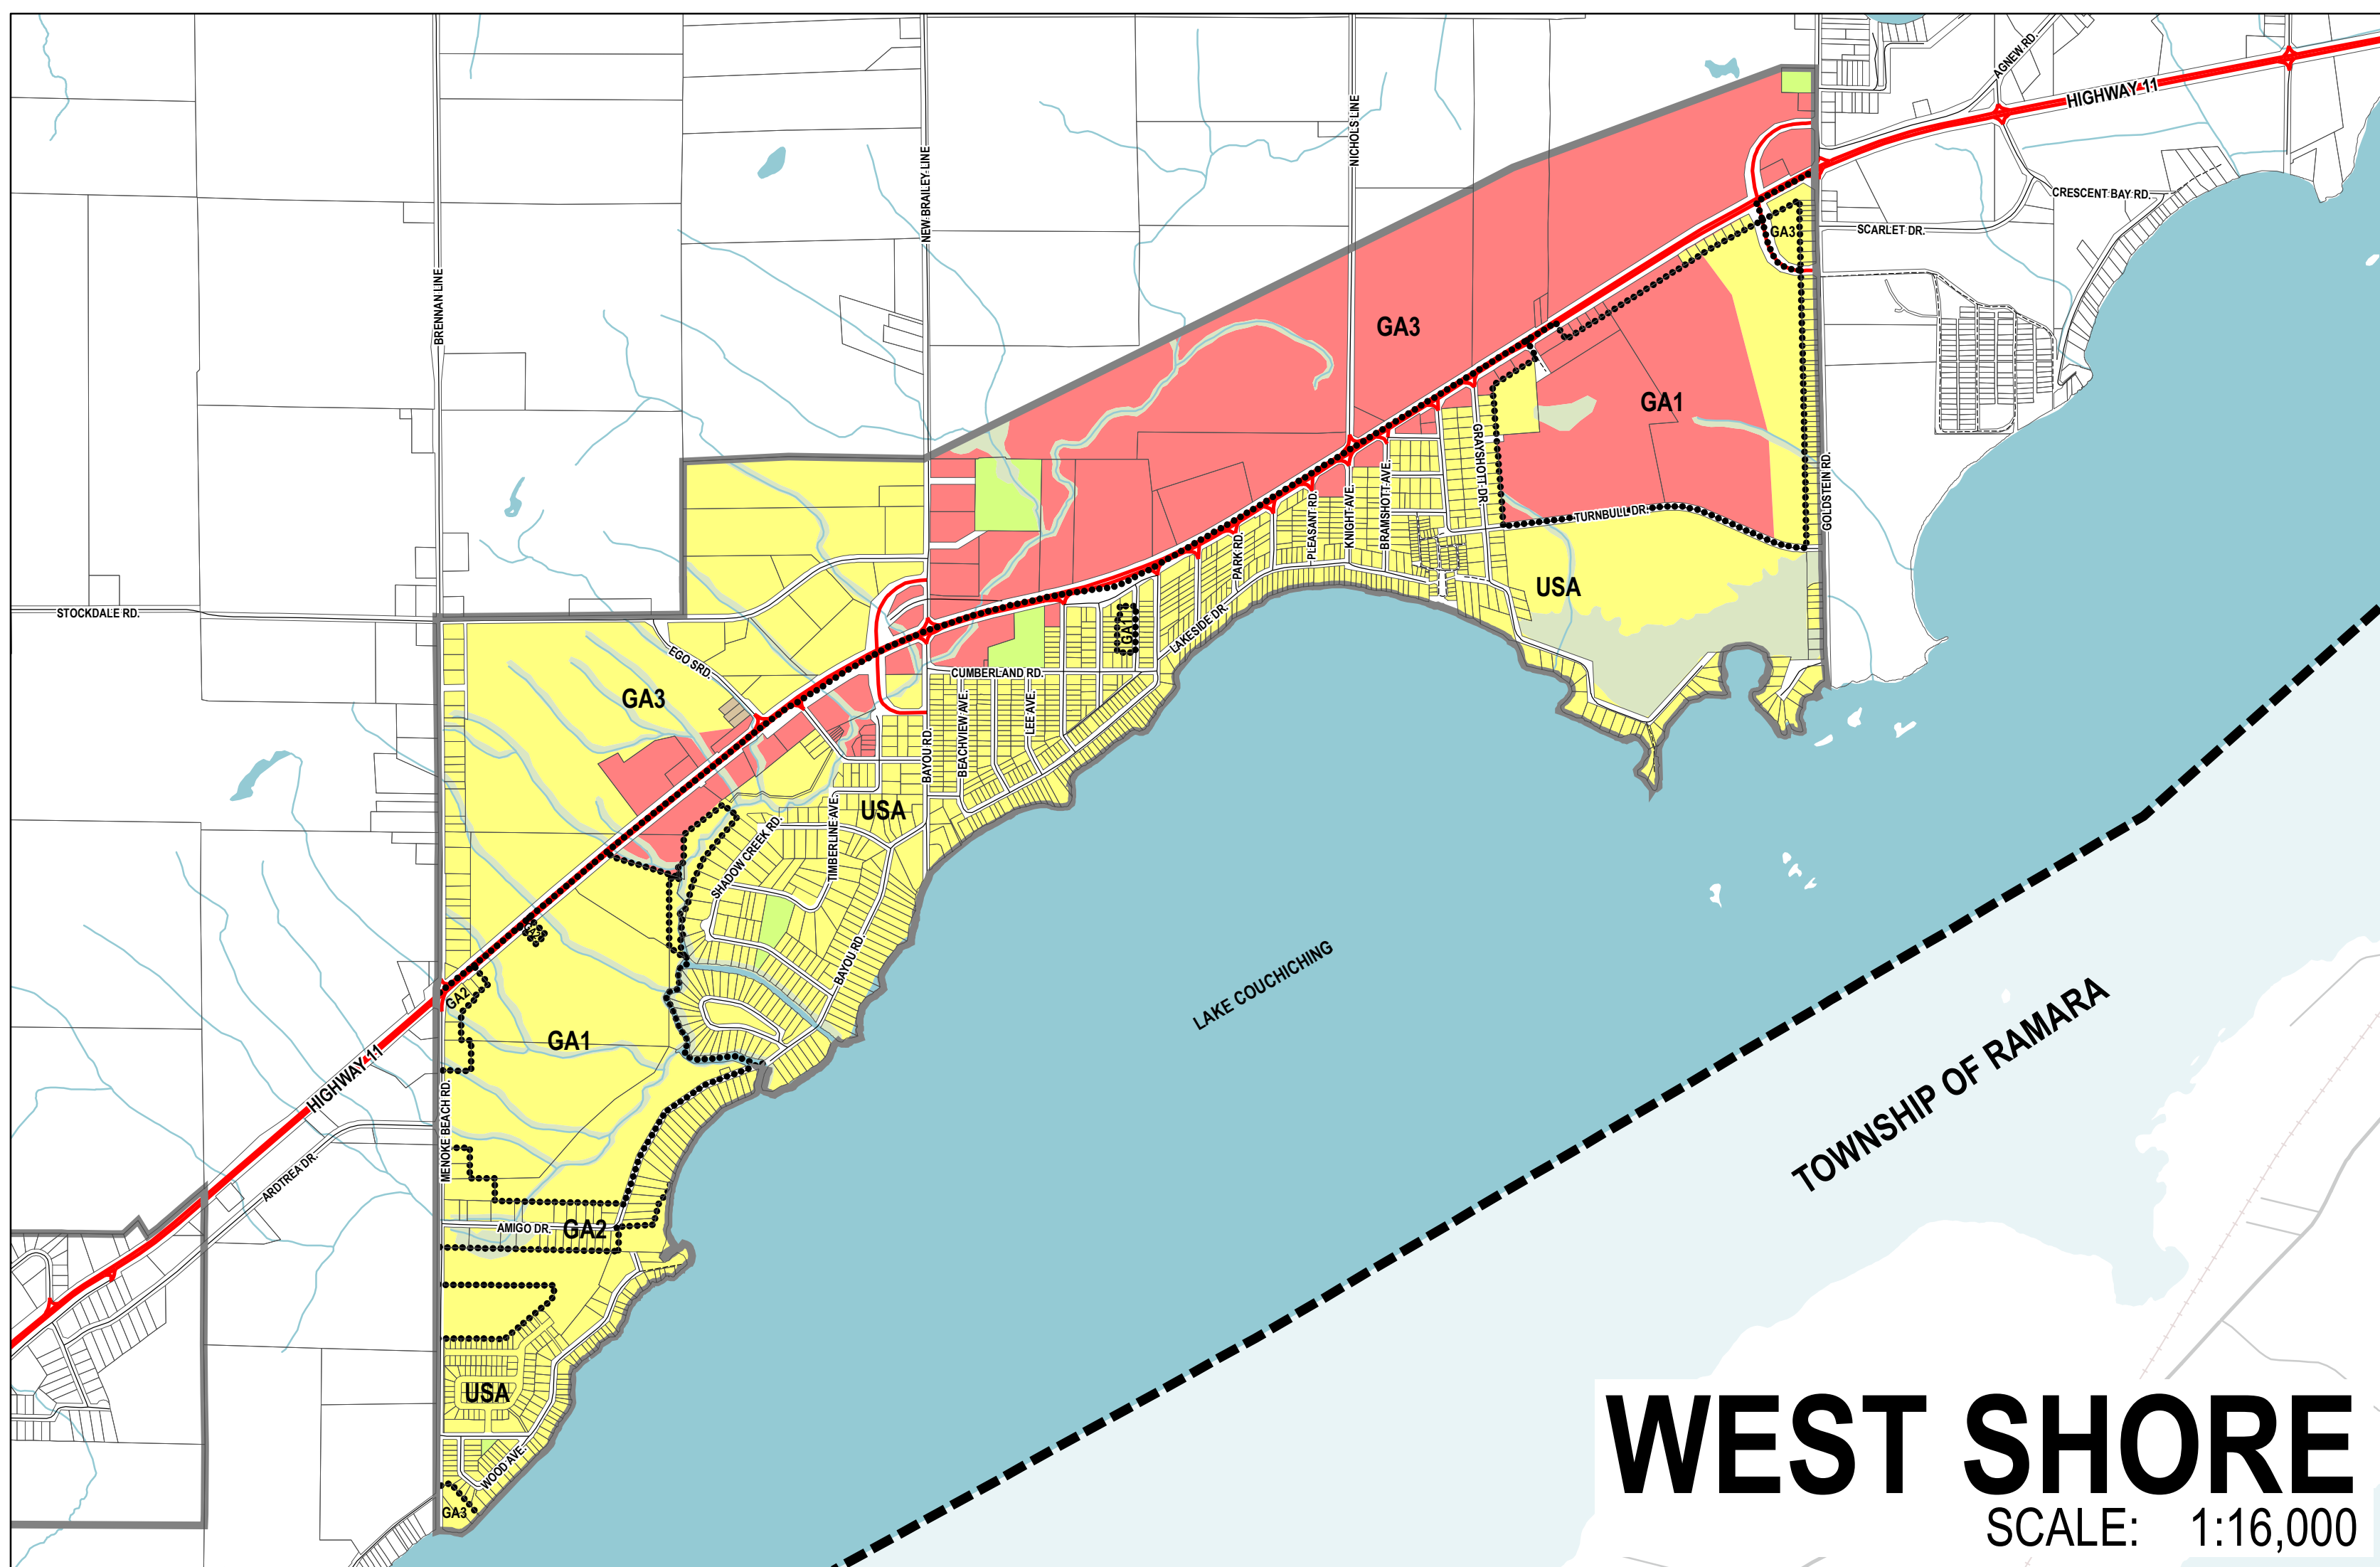 AGNEW RD.
HIGHWAY 11
NICHOLS LINE
NEW BRAILEY LINE
CRESCENT BAY RD.
SCARLET DR.
GA3
BRENNAN LINE
GA3
GA1
GRAYSHOTT DR.
GOLDSTEIN RD.
BRAMSHOTT AVE.
KNIGHT AVE.
PLEASANT RD.
TURNBULL DR.
PARK RD.
USA
STOCKDALE RD.
GA1
LAKESIDE DR.
EGO SRD.
CUMBERLAND RD.
GA3
BEACHVIEW AVE.
LEE AVE.
BAYOU RD.
USA
TIMBERLINE AVE.
SHADOW CREEK RD.
GA3
BAYOU RD.
LAKE COUCHICHING
GA2
GA1
HIGHWAY 11
TOWNSHIP OF RAMARA
MENOKE BEACH RD.
ARDTREA DR.
AMIGO DR.
GA2
USA
WOOD AVE.
GA3
WEST SHORE
SCALE: 1:16,000